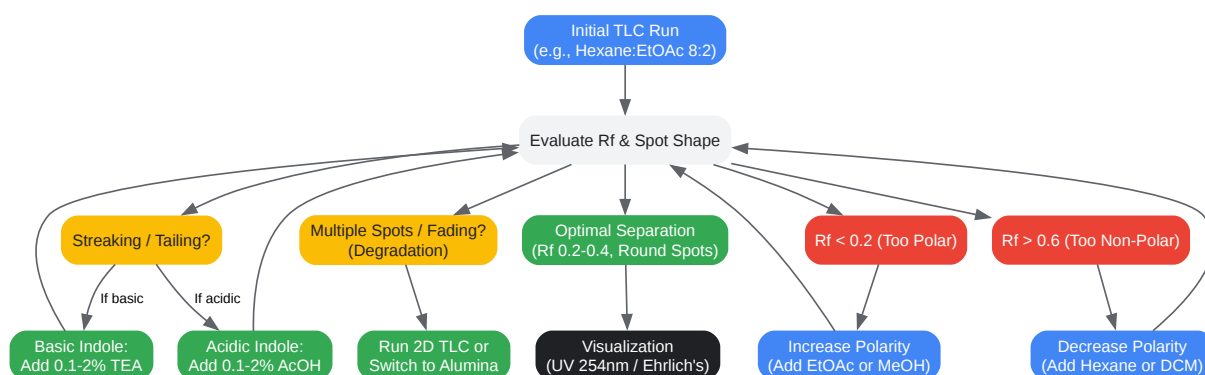 Initial TLC Run
(e.g., Hexane:EtOAc 8:2)
Evaluate Rf & Spot Shape
Streaking / Tailing?
Multiple Spots / Fading?
(Degradation)
Optimal Separation
(Rf 0.2-0.4, Round Spots)
Rf < 0.2 (Too Polar)
Rf > 0.6 (Too Non-Polar)
If basic
If acidic
Basic Indole:
Add 0.1-2% TEA
Acidic Indole:
Add 0.1-2% AcOH
Run 2D TLC or
Switch to Alumina
Visualization
(UV 254nm / Ehrlich's)
Increase Polarity
(Add EtOAc or MeOH)
Decrease Polarity
(Add Hexane or DCM)